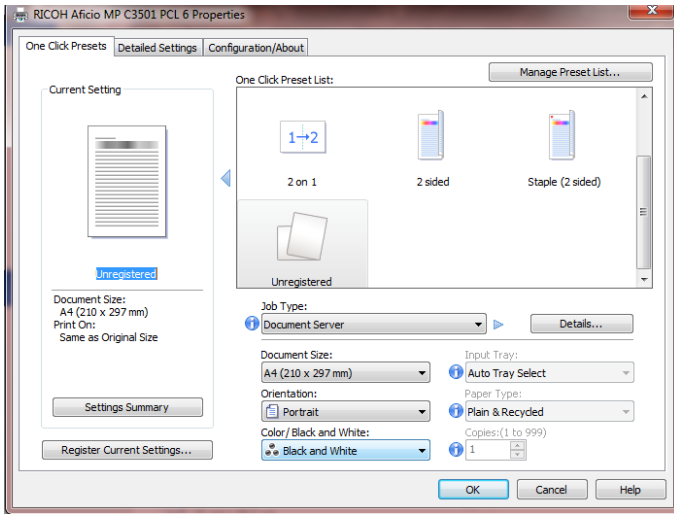 RICOH Aficio MP C3501 PCL 6 Properties
One Click Presets
Detailed Settings
Configuration/About
Manage Preset List...
Current Setting
One Click Preset List:
1→2
2 on 1
2 sided
Staple (2 sided)
Unregistered
Unregistered
Document Size:
A4 (210 x 297 mm)
Print On:
Same as Original Size
Settings Summary
Register Current Settings...
Job Type:
Document Server
Details...
Document Size:
A4 (210 x 297 mm)
Orientation:
Portrait
Color/ Black and White:
Black and White
Input Tray:
Auto Tray Select
Paper Type:
Plain & Recycled
Copies:(1 to 999)
1
OK
Cancel
Help